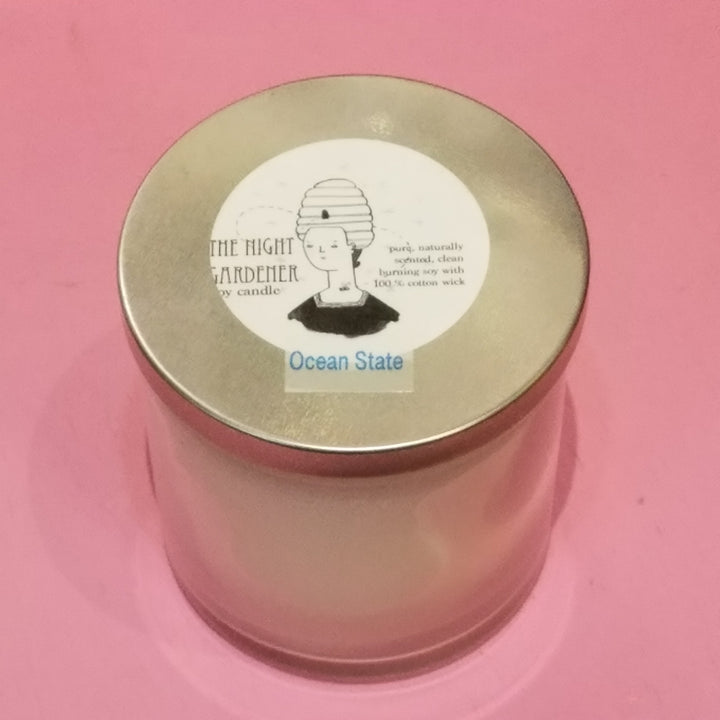 THE NIGHT
GARDENER
oy candle
pure, naturally
scented, clean
burning soy with
100 % cotton wick
Ocean State